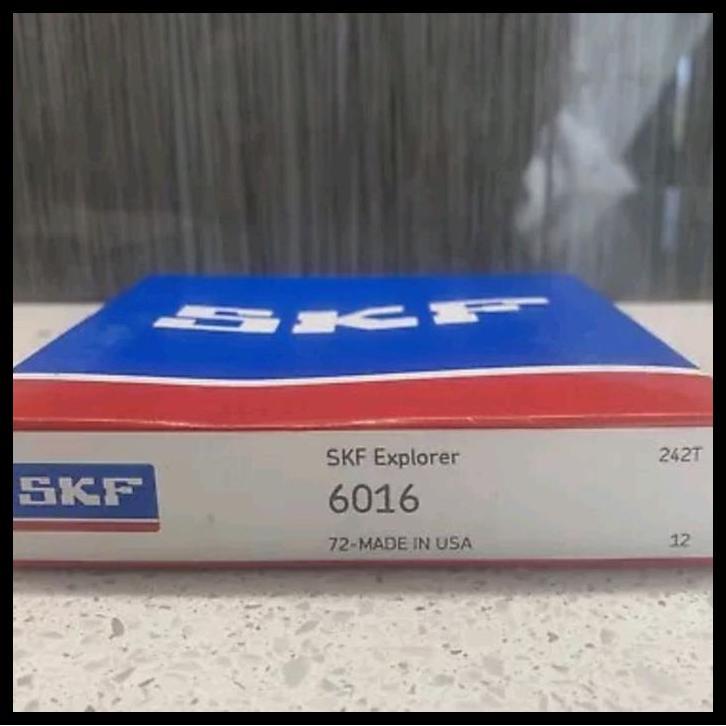 SKF
SKF Explorer 242T
SKF 6016
72-MADE IN USA 12